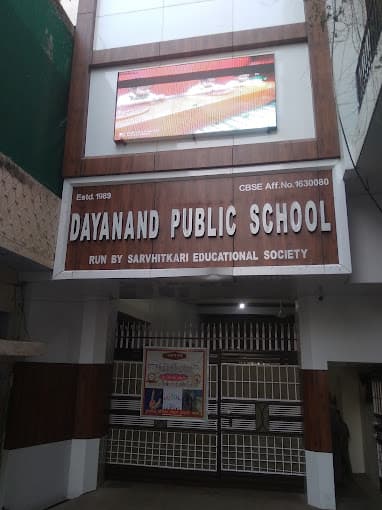 Estd. 1989
CBSE Aff.No.1630080
DAYANAND PUBLIC SCHOOL
RUN BY SARVHITKARI EDUCATIONAL SOCIETY